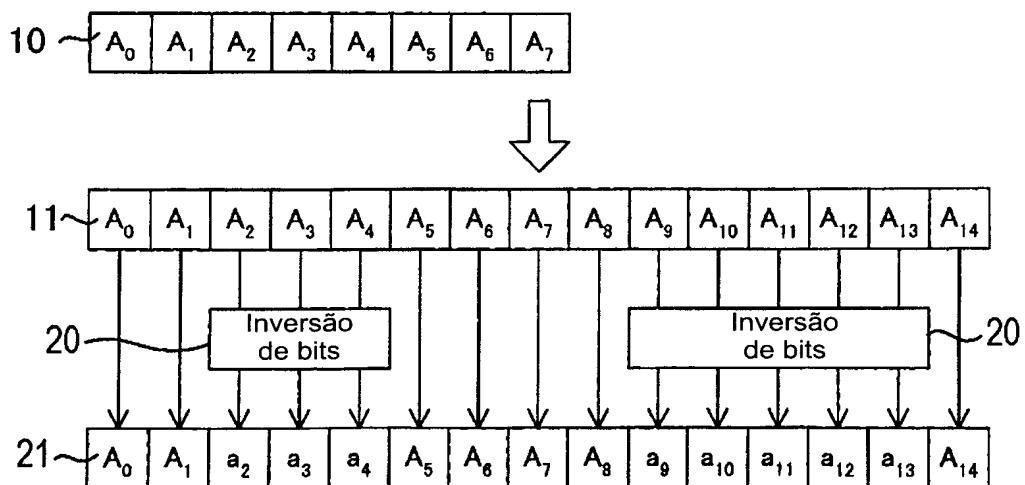 10 A₀ A₁ A₂ A₃ A₄ A₅ A₆ A₇
11 A₀ A₁ A₂ A₃ A₄ A₅ A₆ A₇ A₈ A₉ A₁₀ A₁₁ A₁₂ A₁₃ A₁₄
20 Inversão de bits Inversão de bits 20
21 A₀ A₁ a₂ a₃ a₄ A₅ A₆ A₇ A₈ a₉ a₁₀ a₁₁ a₁₂ a₁₃ A₁₄